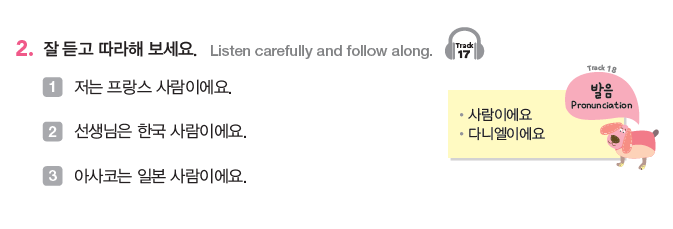 2. 잘 듣고 따라해 보세요. Listen carefully and follow along.
Track
17
1 저는 프랑스 사람이에요.
2 선생님은 한국 사람이에요.
3 아사코는 일본 사람이에요.
Track 18
발음
Pronunciation
• 사람이에요
• 다니엘이에요